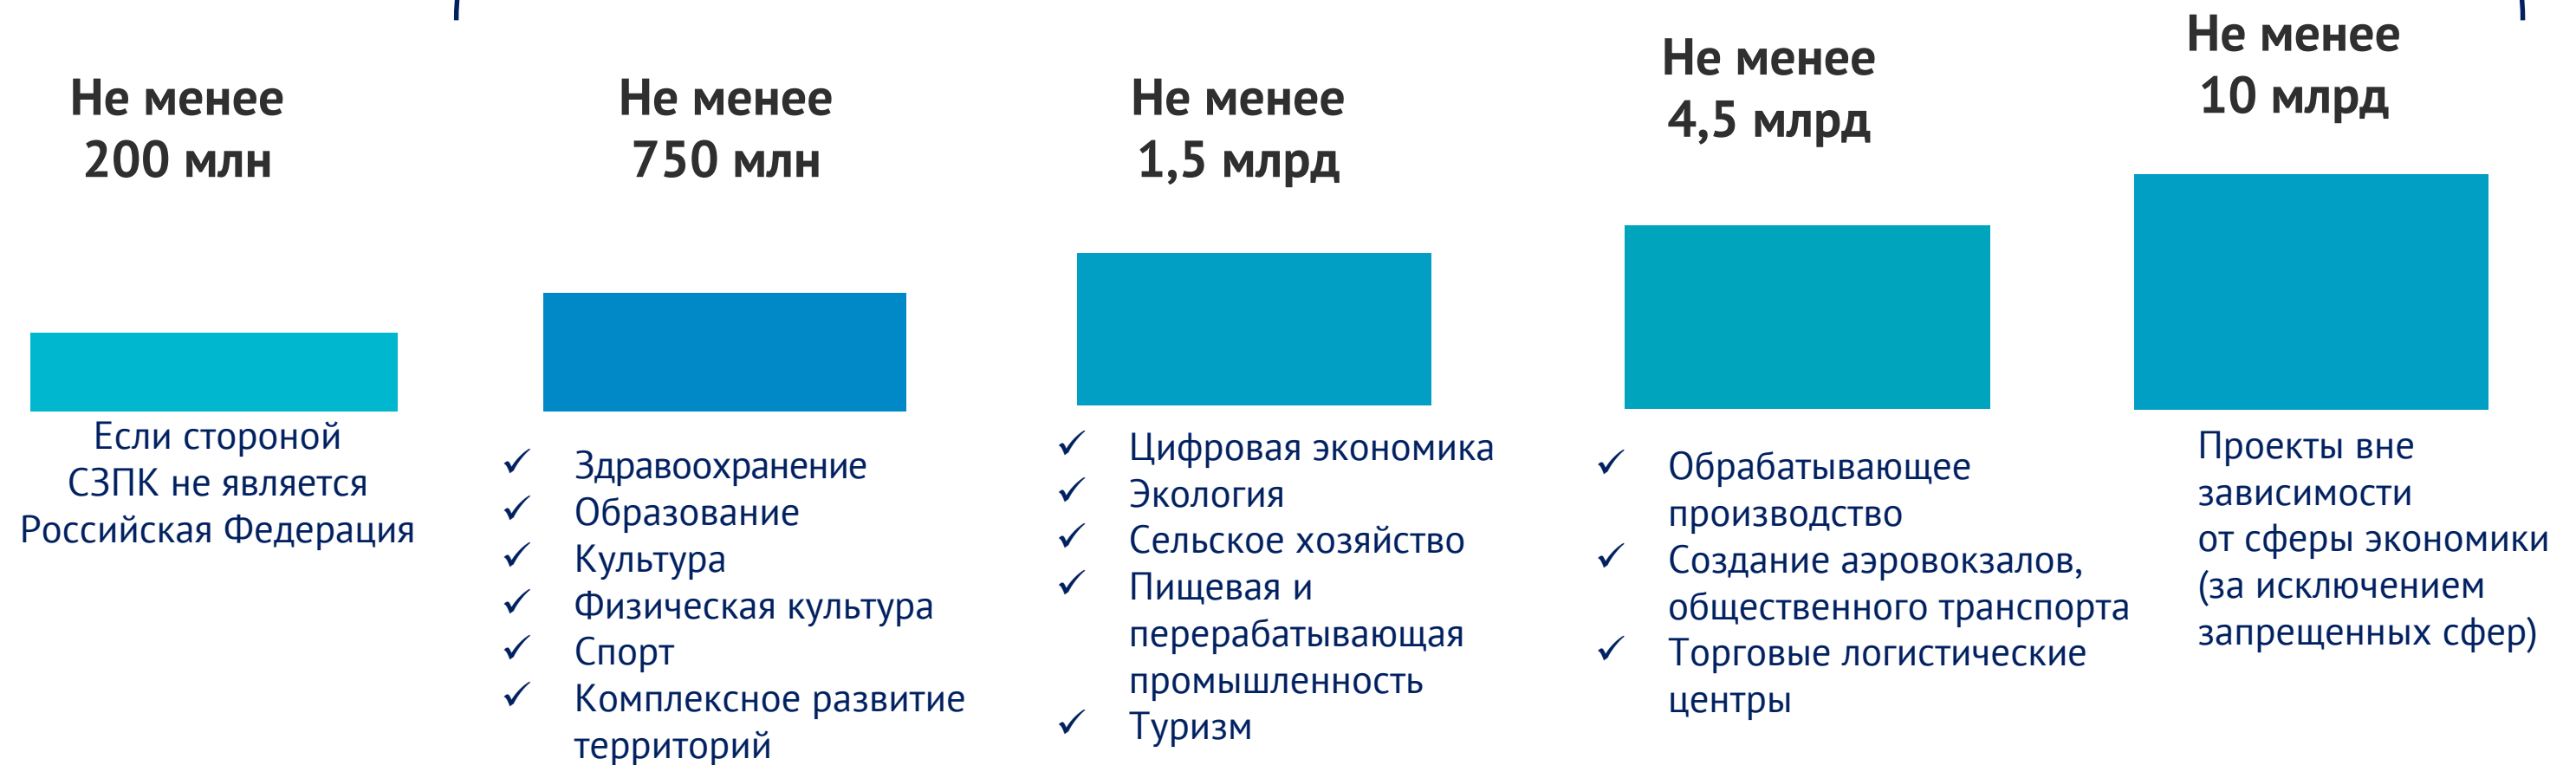 Не менее
200 млн
Если стороной
СЗПК не является
Российская Федерация
Не менее
750 млн
✓ Здравоохранение
✓ Образование
✓ Культура
✓ Физическая культура
✓ Спорт
✓ Комплексное развитие
территорий
Не менее
1,5 млрд
✓ Цифровая экономика
✓ Экология
✓ Сельское хозяйство
✓ Пищевая и
перерабатывающая
промышленность
✓ Туризм
Не менее
4,5 млрд
✓ Обрабатывающее
производство
✓ Создание аэровокзалов,
общественного транспорта
✓ Торговые логистические
центры
Не менее
10 млрд
Проекты вне
зависимости
от сферы экономики
(за исключением
запрещенных сфер)